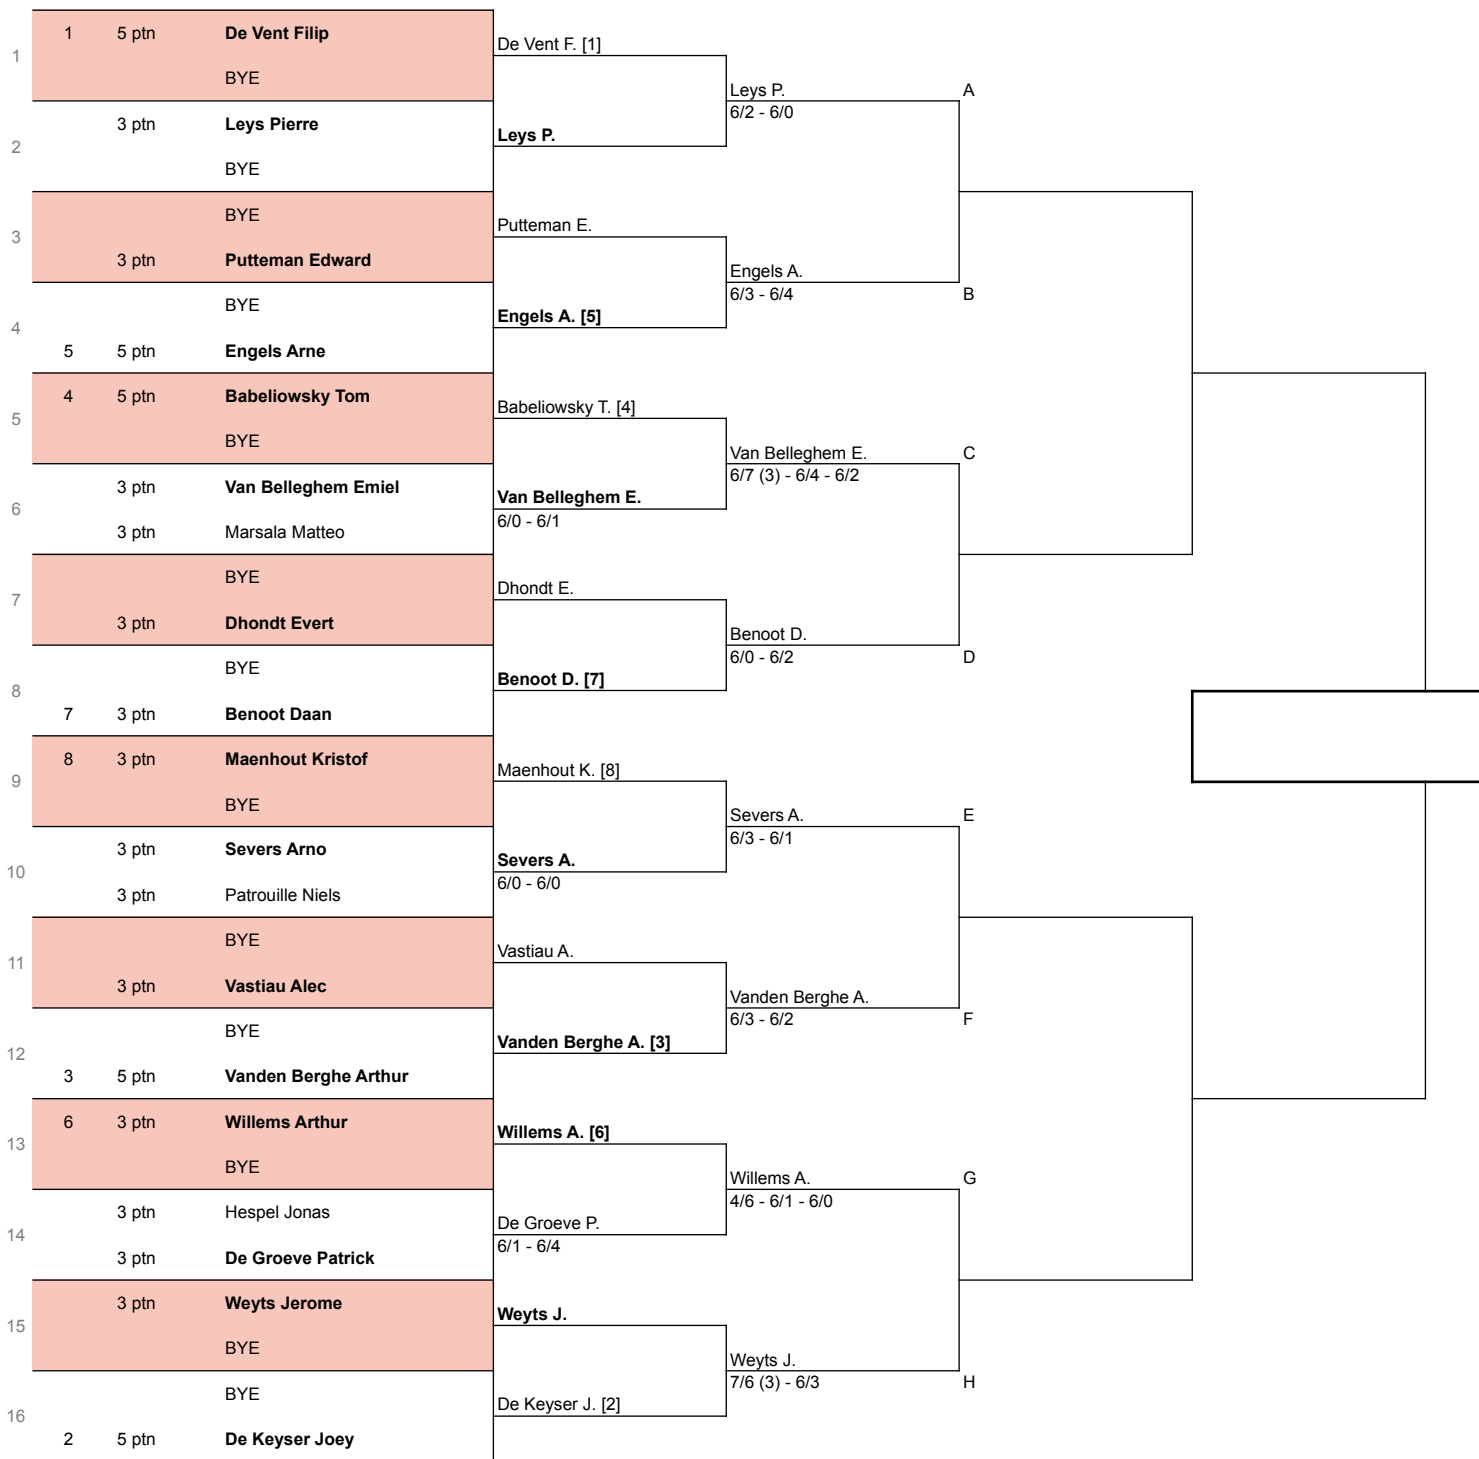 1 5 ptn De Vent Filip
1
BYE
3 ptn Leys Pierre
2
BYE
BYE
3
3 ptn Putteman Edward
BYE
4
5 5 ptn Engels Arne
4 5 ptn Babeliowsky Tom
5
BYE
3 ptn Van Belleghem Emiel
6
3 ptn Marsala Matteo
BYE
7
3 ptn Dhondt Evert
BYE
8
7 3 ptn Benoot Daan
8 3 ptn Maenhout Kristof
9
BYE
3 ptn Severs Arno
10
3 ptn Patrouille Niels
BYE
11
3 ptn Vastiau Alec
BYE
12
3 5 ptn Vanden Berghe Arthur
6 3 ptn Willems Arthur
13
BYE
3 ptn Hespel Jonas
14
3 ptn De Groeve Patrick
3 ptn Weyts Jerome
15
BYE
BYE
16
2 5 ptn De Keyser Joey
De Vent F. [1]
Leys P.
Putteman E.
Engels A. [5]
Babeliowsky T. [4]
Van Belleghem E.
6/0 - 6/1
Dhondt E.
Benoot D. [7]
Maenhout K. [8]
Severs A.
6/0 - 6/0
Vastiau A.
Vanden Berghe A. [3]
Willems A. [6]
De Groeve P.
6/1 - 6/4
Weyts J.
De Keyser J. [2]
Leys P.
6/2 - 6/0
Engels A.
6/3 - 6/4
Van Belleghem E.
6/7 (3) - 6/4 - 6/2
Benoot D.
6/0 - 6/2
Severs A.
6/3 - 6/1
Vanden Berghe A.
6/3 - 6/2
Willems A.
4/6 - 6/1 - 6/0
Weyts J.
7/6 (3) - 6/3
A
B
C
D
E
F
G
H